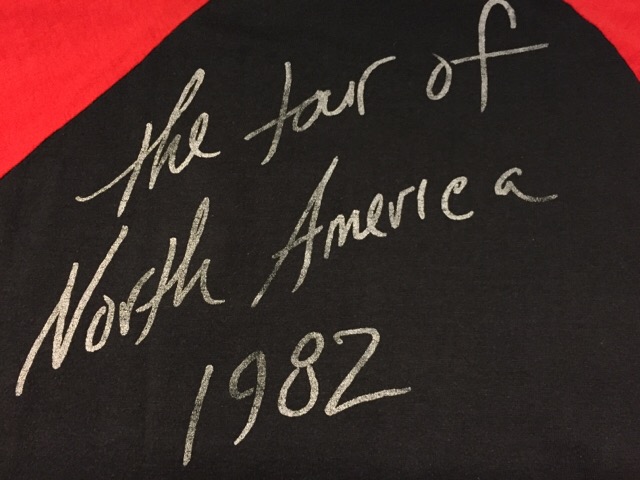 the tour of
North America
1982